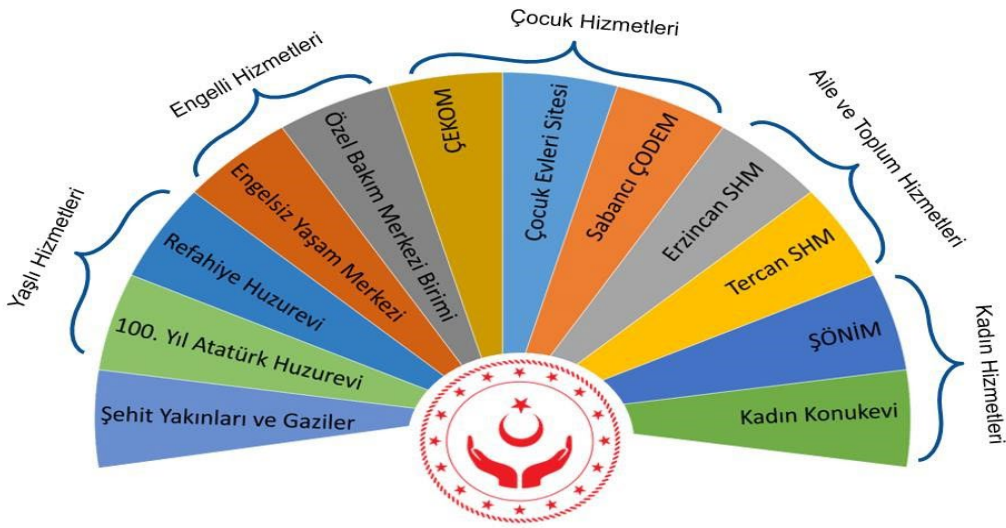 Yaşlı Hizmetleri
Engelli Hizmetleri
Çocuk Hizmetleri
Aile ve Toplum Hizmetleri
Kadın Hizmetleri
Şehit Yakınları ve Gaziler
100. Yıl Atatürk Huzurevi
Refahiye Huzurevi
Engelsiz Yaşam Merkezi
Özel Bakım Merkezi Birimi
ÇEKOM
Çocuk Evleri Sitesi
Sabancı ÇODEM
Erzincan SHM
Tercan SHM
ŞÖNİM
Kadın Konukevi